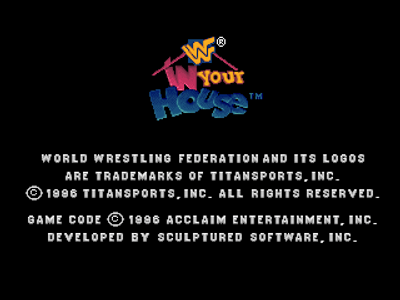 WF®
IN YOUR
HOUSE™
WORLD WRESTLING FEDERATION AND ITS LOGOS
ARE TRADEMARKS OF TITANSPORTS, INC.
© 1996 TITANSPORTS, INC. ALL RIGHTS RESERVED.
GAME CODE © 1996 ACCLAIM ENTERTAINMENT, INC.
DEVELOPED BY SCULPTURED SOFTWARE, INC.